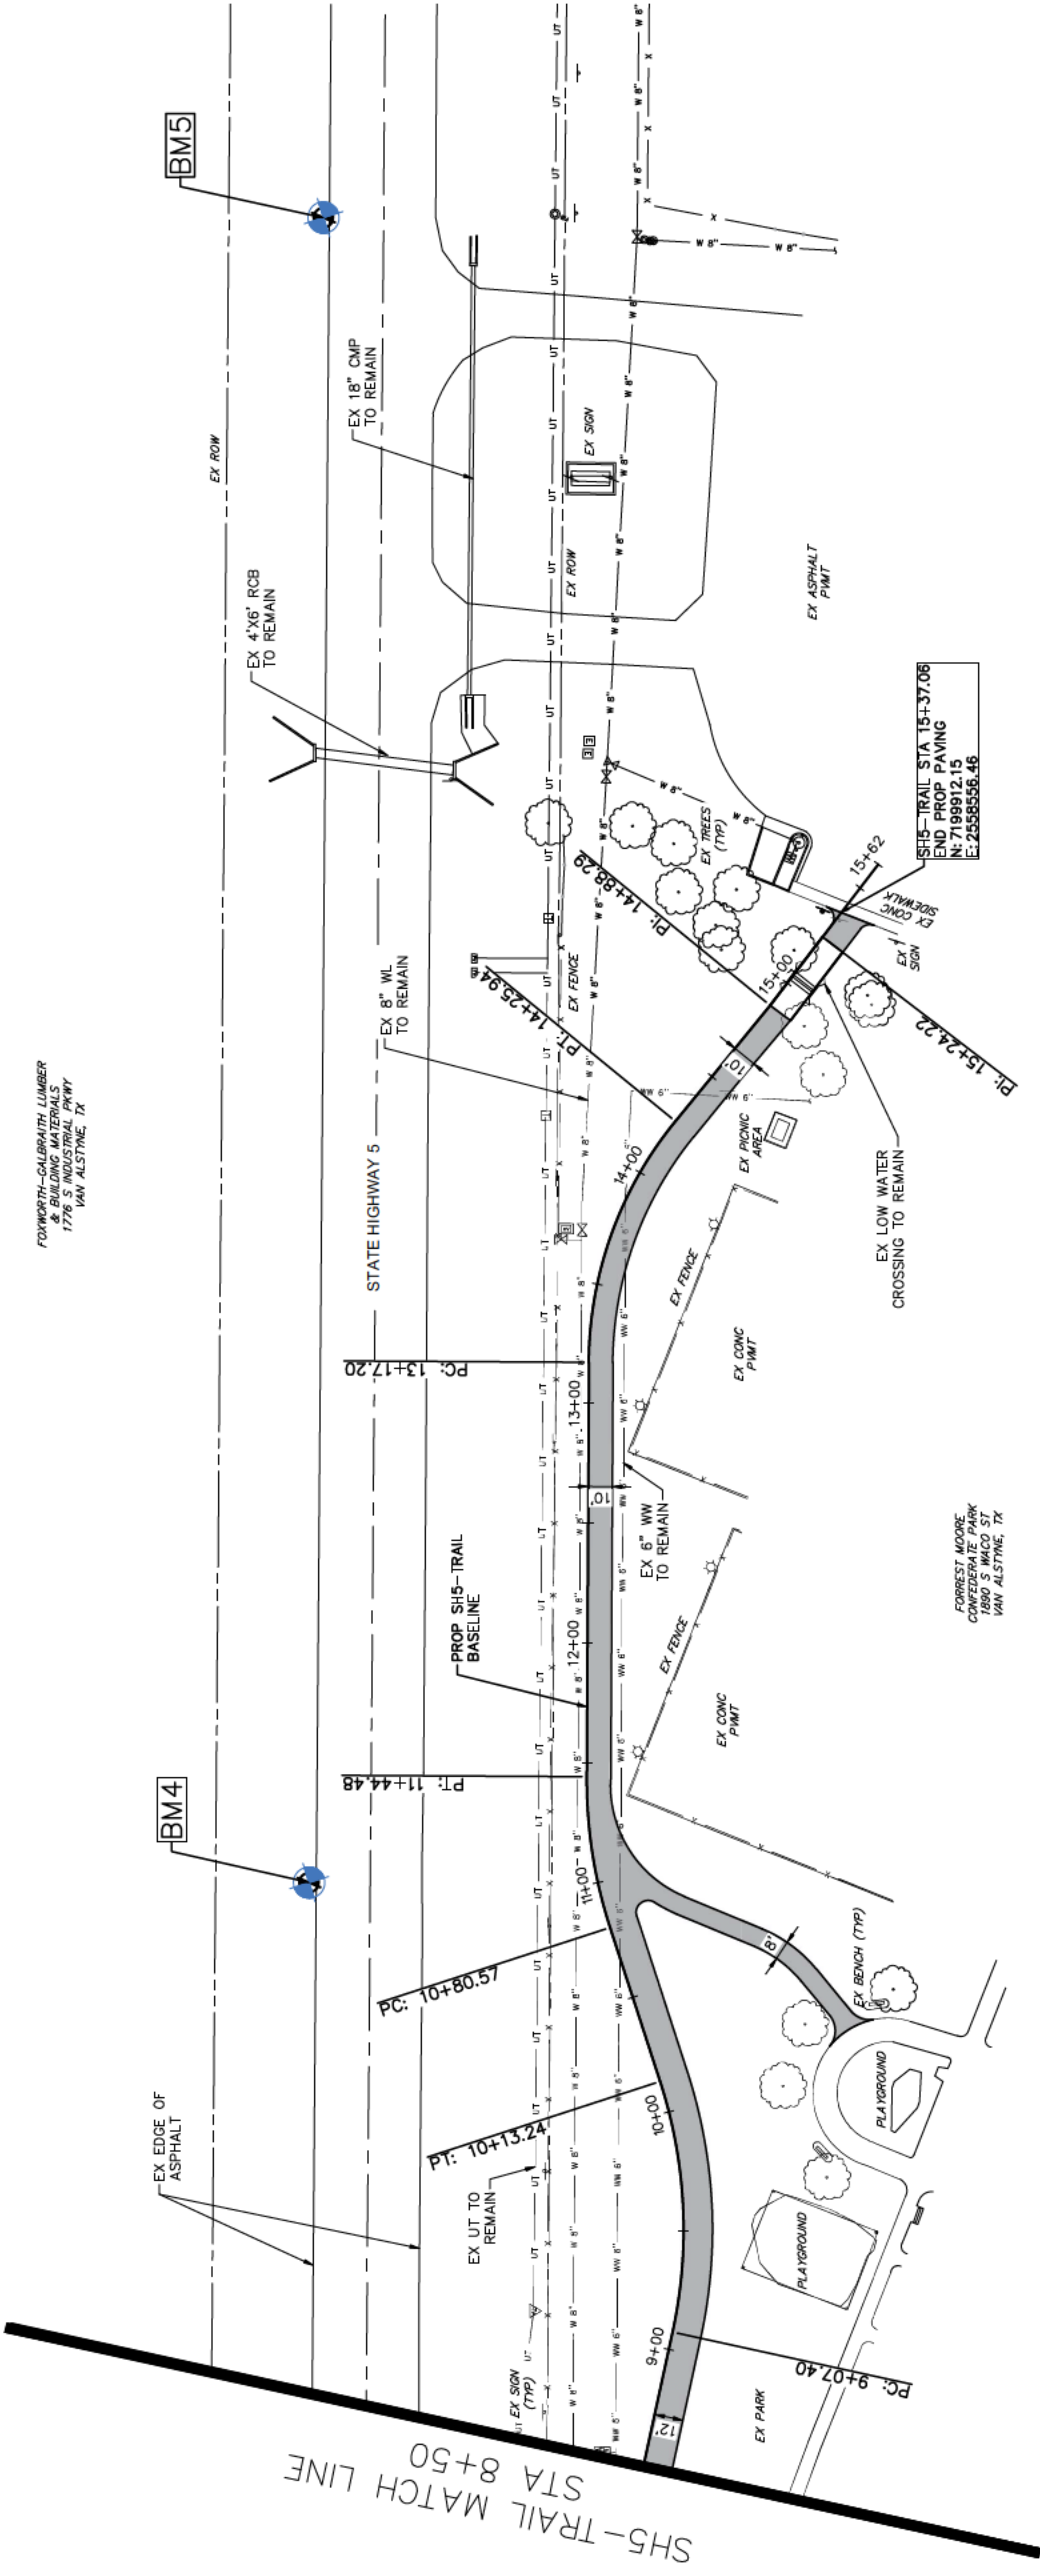 FOXWORTH-GALBRAITH LUMBER
& BUILDING MATERIALS
1776 S INDUSTRIAL PKWY
VAN ALSTYNE, TX
BM4
BM5
EX ROW
EX EDGE OF
ASPHALT
STATE HIGHWAY 5
EX 4'X6' RCB
TO REMAIN
EX 18" CMP
TO REMAIN
EX 8" WL
TO REMAIN
EX UT TO
REMAIN
EX SIGN
(TYP)
PROP SH5-TRAIL
BASELINE
EX 6" WW
TO REMAIN
EX FENCE
EX ROW
EX SIGN
PC: 9+07.40
PT: 10+13.24
PC: 10+80.57
PT: 11+44.48
PC: 13+17.20
PT: 14+25.94
PI: 14+88.29
PI: 15+24.22
9+00
10+00
11+00
12+00
13+00
14+00
15+00
15+62
12'
8'
10'
10'
UT
W 8"
WW 6"
X
EX TREES
(TYP)
EX CONC
SIDEWALK
EX
SIGN
EX ASPHALT
PVMT
SH5-TRAIL STA 15+37.06
END PROP PAVING
N: 7199912.15
E: 2558556.46
EX PICNIC
AREA
EX LOW WATER
CROSSING TO REMAIN
EX FENCE
EX CONC
PVMT
EX FENCE
EX CONC
PVMT
EX BENCH (TYP)
PLAYGROUND
PLAYGROUND
EX PARK
FORREST MOORE
CONFEDERATE PARK
1890 S WACO ST
VAN ALSTYNE, TX
SH5-TRAIL MATCH LINE
STA 8+50